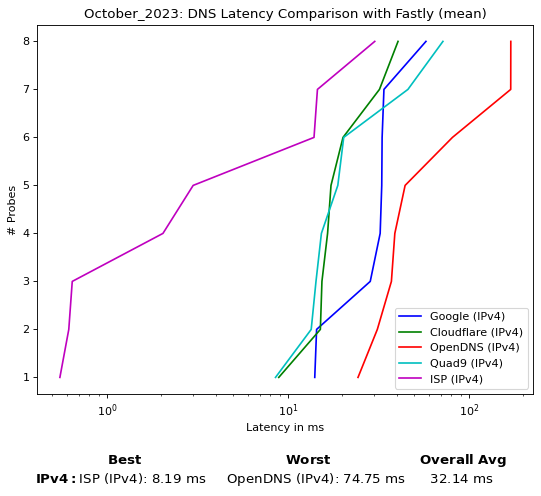 October_2023: DNS Latency Comparison with Fastly (mean)
8
7
6
5
4
3
2
1
# Probes
Google (IPv4)
Cloudflare (IPv4)
OpenDNS (IPv4)
Quad9 (IPv4)
ISP (IPv4)
10⁰ 10¹ 10²
Latency in ms
Best Worst Overall Avg
IPv4: ISP (IPv4): 8.19 ms OpenDNS (IPv4): 74.75 ms 32.14 ms